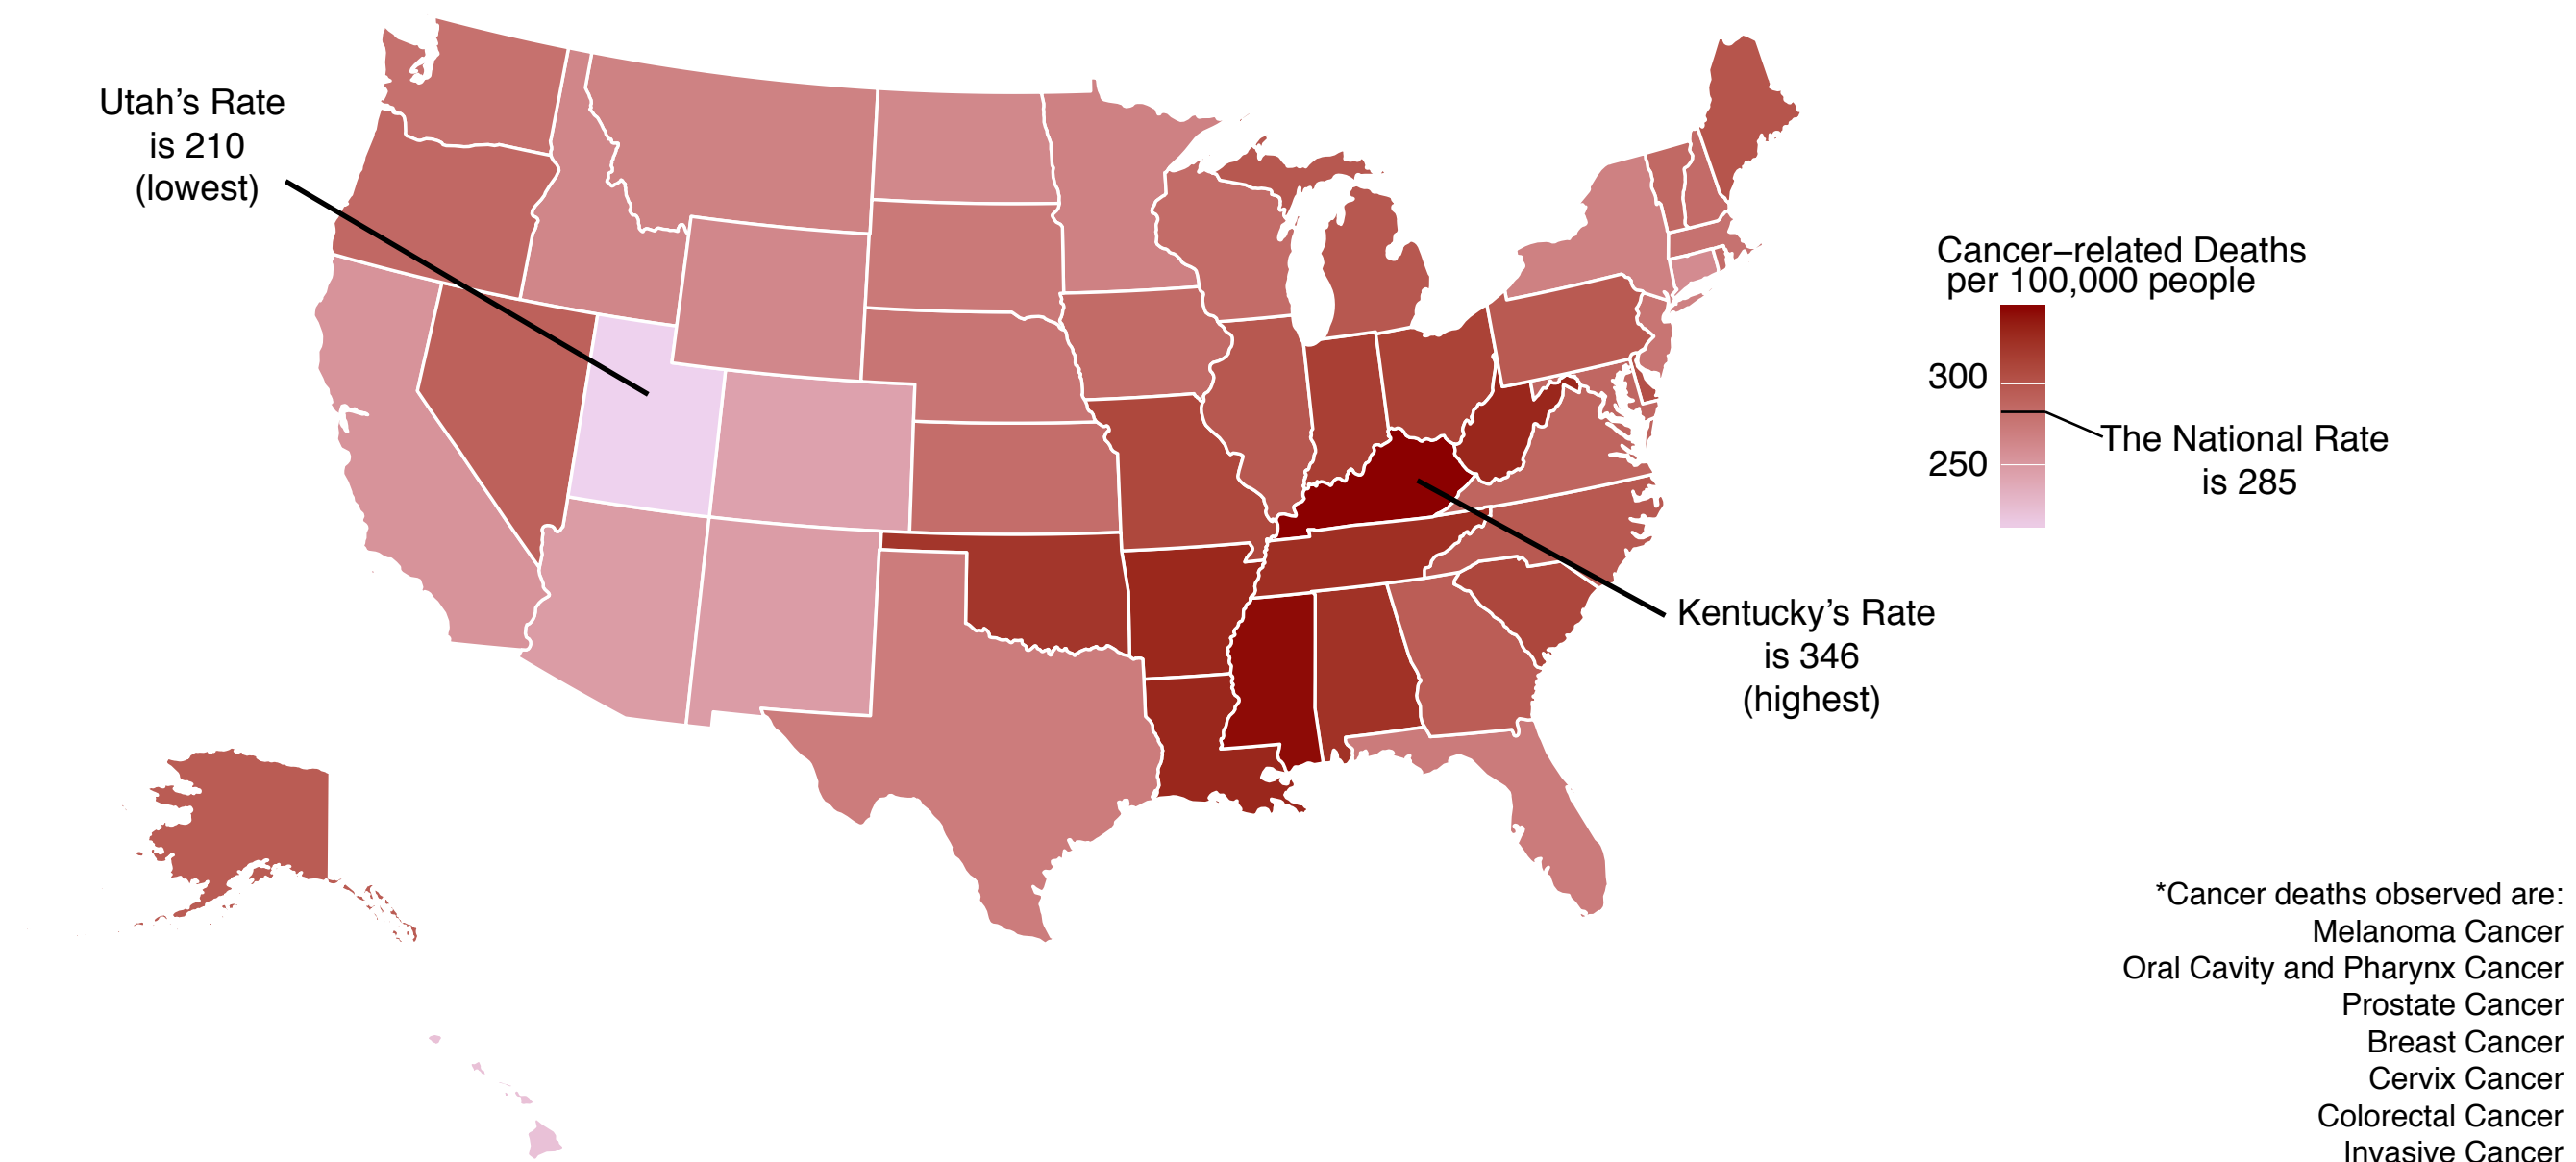 Utah’s Rate
is 210
(lowest)
Cancer−related Deaths
per 100,000 people
300
250
The National Rate
is 285
Kentucky’s Rate
is 346
(highest)
*Cancer deaths observed are:
Melanoma Cancer
Oral Cavity and Pharynx Cancer
Prostate Cancer
Breast Cancer
Cervix Cancer
Colorectal Cancer
Invasive Cancer